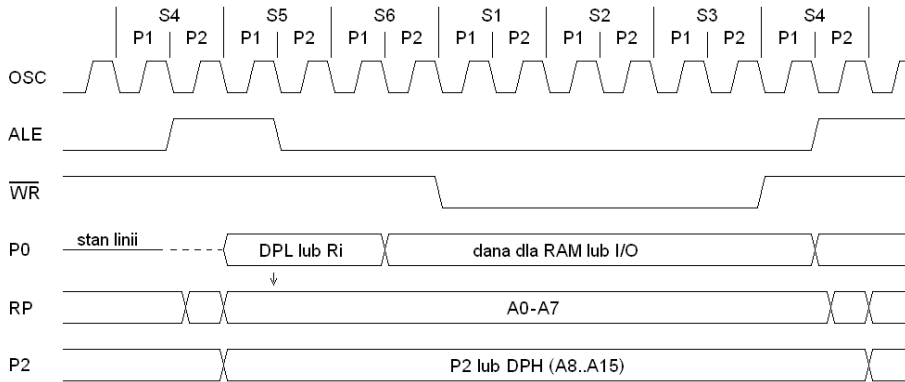 S4 S5 S6 S1 S2 S3 S4
P1 P2 P1 P2 P1 P2 P1 P2 P1 P2 P1 P2 P1 P2
OSC
ALE
WR
P0 stan linii DPL lub Ri dana dla RAM lub I/O
RP A0-A7
P2 P2 lub DPH (A8..A15)